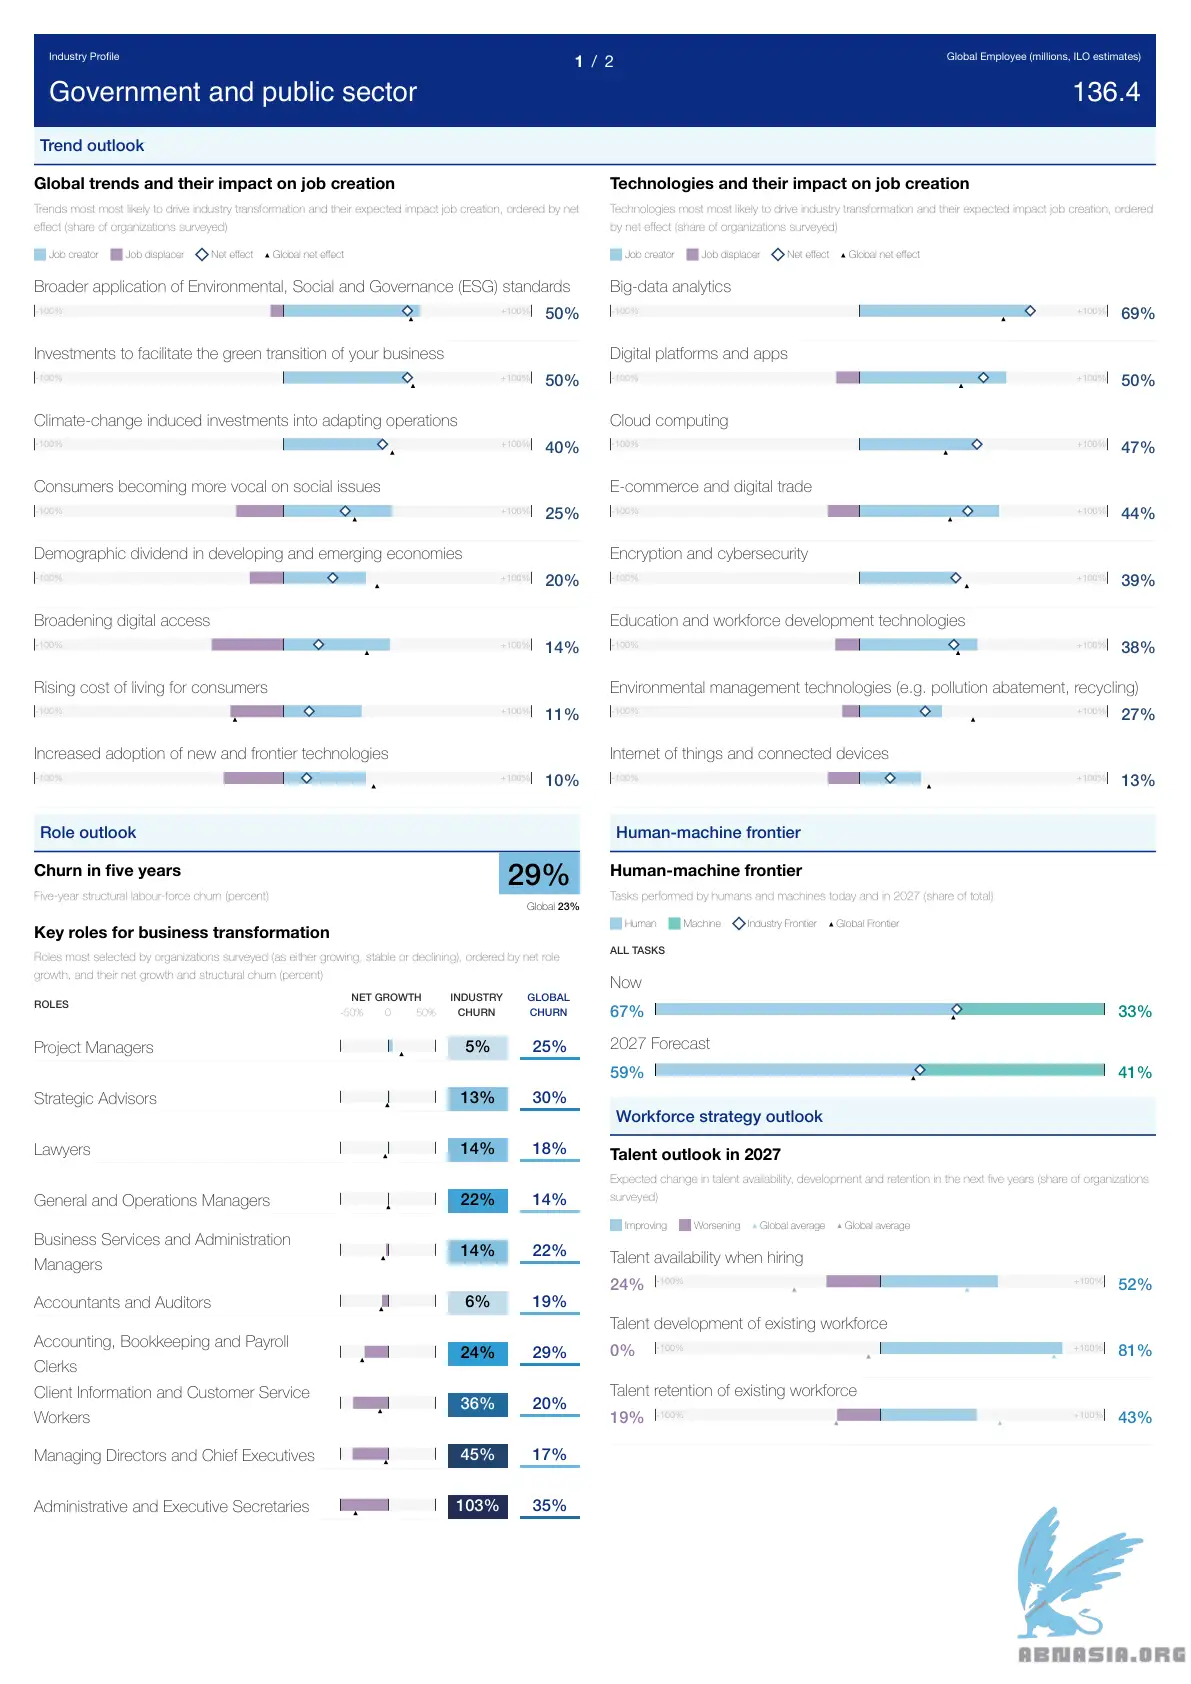 Industry Profile
1 / 2
Global Employee (millions, ILO estimates)
Government and public sector
136.4
Trend outlook
Global trends and their impact on job creation
Trends most most likely to drive industry transformation and their expected impact job creation, ordered by net
effect (share of organizations surveyed)
Job creator Job displacer Net effect Global net effect
Broader application of Environmental, Social and Governance (ESG) standards
-100% +100% 50%
Investments to facilitate the green transition of your business
-100% +100% 50%
Climate-change induced investments into adapting operations
-100% +100% 40%
Consumers becoming more vocal on social issues
-100% +100% 25%
Demographic dividend in developing and emerging economies
-100% +100% 20%
Broadening digital access
-100% +100% 14%
Rising cost of living for consumers
-100% +100% 11%
Increased adoption of new and frontier technologies
-100% +100% 10%
Technologies and their impact on job creation
Technologies most most likely to drive industry transformation and their expected impact job creation, ordered
by net effect (share of organizations surveyed)
Job creator Job displacer Net effect Global net effect
Big-data analytics
-100% +100% 69%
Digital platforms and apps
-100% +100% 50%
Cloud computing
-100% +100% 47%
E-commerce and digital trade
-100% +100% 44%
Encryption and cybersecurity
-100% +100% 39%
Education and workforce development technologies
-100% +100% 38%
Environmental management technologies (e.g. pollution abatement, recycling)
-100% +100% 27%
Internet of things and connected devices
-100% +100% 13%
Role outlook
Churn in five years
29%
Five-year structural labour-force churn (percent)
Global 23%
Key roles for business transformation
Roles most selected by organizations surveyed (as either growing, stable or declining), ordered by net role
growth, and their net growth and structural churn (percent)
ROLES NET GROWTH INDUSTRY CHURN GLOBAL CHURN
-50% 0 50%
Project Managers 5% 25%
Strategic Advisors 13% 30%
Lawyers 14% 18%
General and Operations Managers 22% 14%
Business Services and Administration
Managers 14% 22%
Accountants and Auditors 6% 19%
Accounting, Bookkeeping and Payroll
Clerks 24% 29%
Client Information and Customer Service
Workers 36% 20%
Managing Directors and Chief Executives 45% 17%
Administrative and Executive Secretaries 103% 35%
Human-machine frontier
Human-machine frontier
Tasks performed by humans and machines today and in 2027 (share of total)
Human Machine Industry Frontier Global Frontier
ALL TASKS
Now
67% 33%
2027 Forecast
59% 41%
Workforce strategy outlook
Talent outlook in 2027
Expected change in talent availability, development and retention in the next five years (share of organizations
surveyed)
Improving Worsening Global average Global average
Talent availability when hiring
24% -100% +100% 52%
Talent development of existing workforce
0% -100% +100% 81%
Talent retention of existing workforce
19% -100% +100% 43%
ABNASIA.ORG